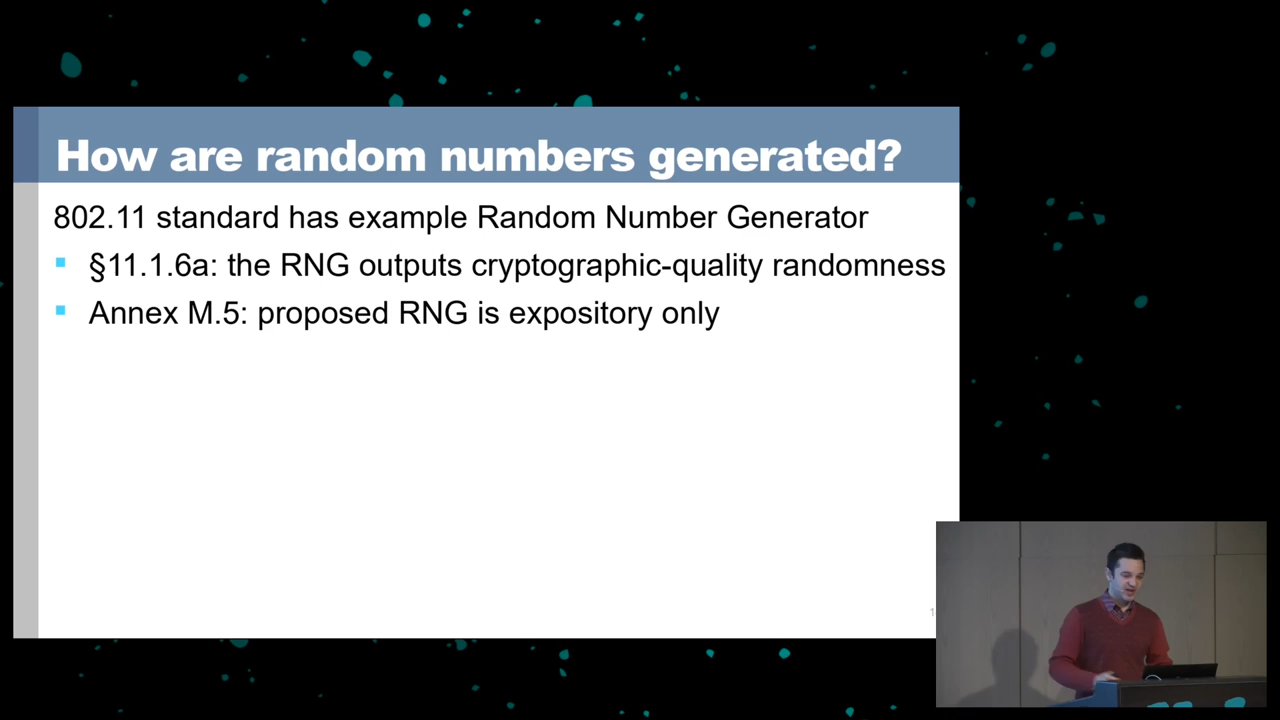 How are random numbers generated?
802.11 standard has example Random Number Generator
▪ §11.1.6a: the RNG outputs cryptographic-quality randomness
▪ Annex M.5: proposed RNG is expository only